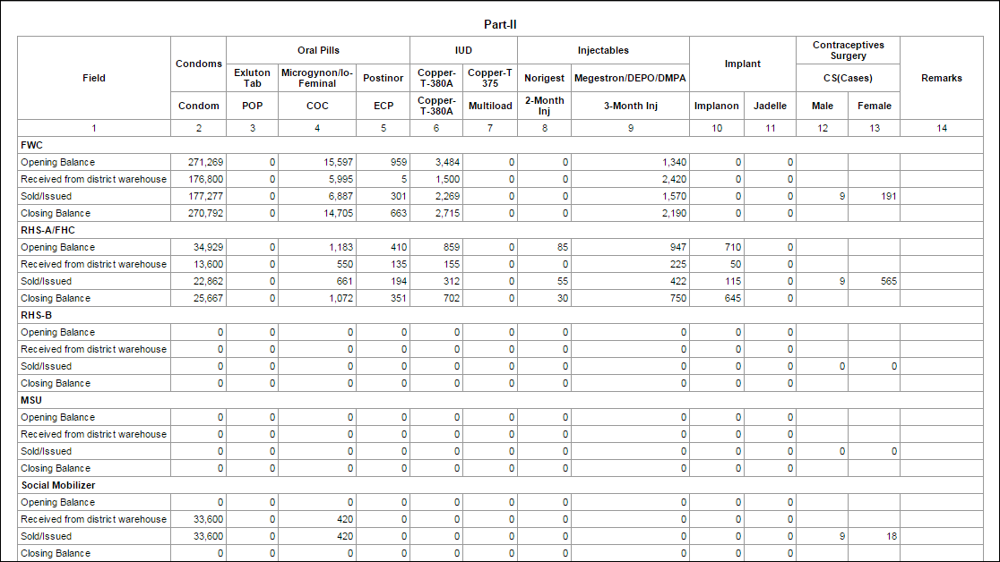 Part-II
Field Condoms Oral Pills IUD Injectables Implant Contraceptives Surgery Remarks
Exluton Tab Microgynon/Io-Feminal Postinor Copper-T-380A Copper-T 375 Norigest Megestron/DEPO/DMPA CS(Cases)
Condom POP COC ECP Copper-T-380A Multiload 2-Month Inj 3-Month Inj Implanon Jadelle Male Female
1 2 3 4 5 6 7 8 9 10 11 12 13 14
FWC
Opening Balance 271,269 0 15,597 959 3,484 0 0 1,340 0 0
Received from district warehouse 176,800 0 5,995 5 1,500 0 0 2,420 0 0
Sold/Issued 177,277 0 6,887 301 2,269 0 0 1,570 0 0 9 191
Closing Balance 270,792 0 14,705 663 2,715 0 0 2,190 0 0
RHS-A/FHC
Opening Balance 34,929 0 1,183 410 859 0 85 947 710 0
Received from district warehouse 13,600 0 550 135 155 0 0 225 50 0
Sold/Issued 22,862 0 661 194 312 0 55 422 115 0 9 565
Closing Balance 25,667 0 1,072 351 702 0 30 750 645 0
RHS-B
Opening Balance 0 0 0 0 0 0 0 0 0 0
Received from district warehouse 0 0 0 0 0 0 0 0 0 0
Sold/Issued 0 0 0 0 0 0 0 0 0 0 0 0
Closing Balance 0 0 0 0 0 0 0 0 0 0
MSU
Opening Balance 0 0 0 0 0 0 0 0 0 0
Received from district warehouse 0 0 0 0 0 0 0 0 0 0
Sold/Issued 0 0 0 0 0 0 0 0 0 0 0 0
Closing Balance 0 0 0 0 0 0 0 0 0 0
Social Mobilizer
Opening Balance 0 0 0 0 0 0 0 0 0 0
Received from district warehouse 33,600 0 420 0 0 0 0 0 0 0
Sold/Issued 33,600 0 420 0 0 0 0 0 0 0 9 18
Closing Balance 0 0 0 0 0 0 0 0 0 0